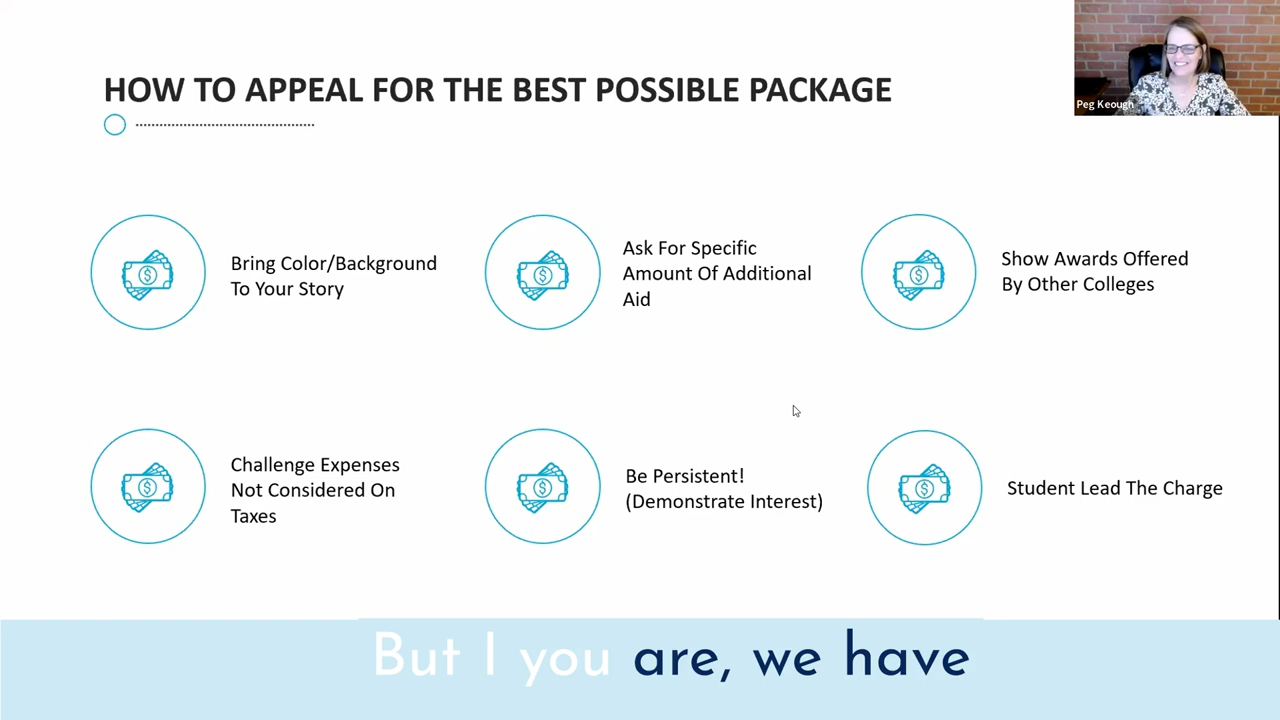 HOW TO APPEAL FOR THE BEST POSSIBLE PACKAGE
Peg Keough
Bring Color/Background
To Your Story
Ask For Specific
Amount Of Additional
Aid
Show Awards Offered
By Other Colleges
Challenge Expenses
Not Considered On
Taxes
Be Persistent!
(Demonstrate Interest)
Student Lead The Charge
But I you are, we have